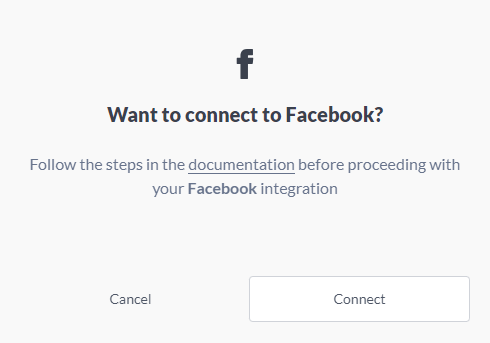 Want to connect to Facebook?
Follow the steps in the documentation before proceeding with
your Facebook integration
Cancel
Connect